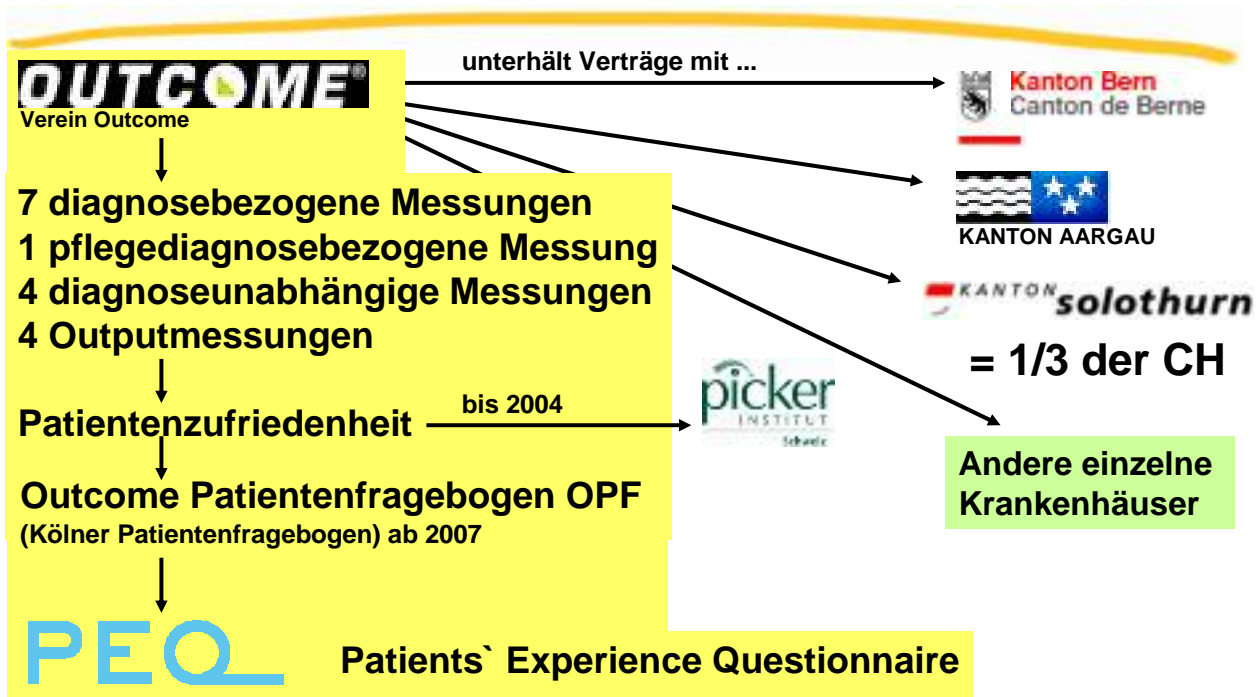 OUTCOME®
Verein Outcome
unterhält Verträge mit ...
Kanton Bern
Canton de Berne
KANTON AARGAU
KANTON solothurn
= 1/3 der CH
Andere einzelne
Krankenhäuser
7 diagnosebezogene Messungen
1 pflegediagnosebezogene Messung
4 diagnoseunabhängige Messungen
4 Outputmessungen
Patientenzufriedenheit
bis 2004
picker
INSTITUT
Schweiz
Outcome Patientenfragebogen OPF
(Kölner Patientenfragebogen) ab 2007
PEQ
Patients` Experience Questionnaire